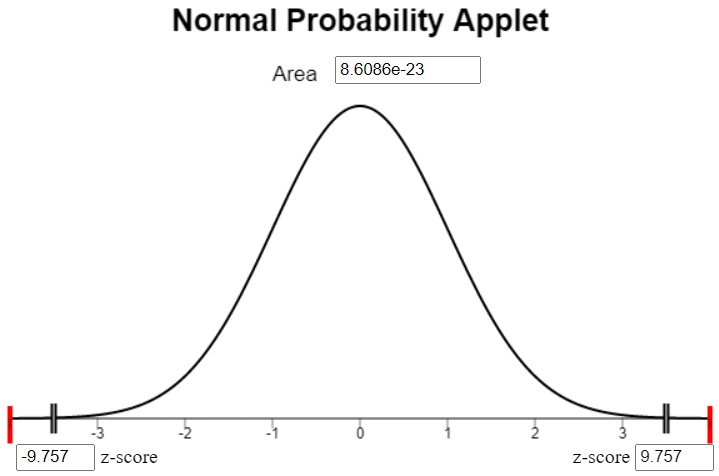 Normal Probability Applet
Area 8.6086e-23
-3 -2 -1 0 1 2 3
-9.757 z-score z-score 9.757